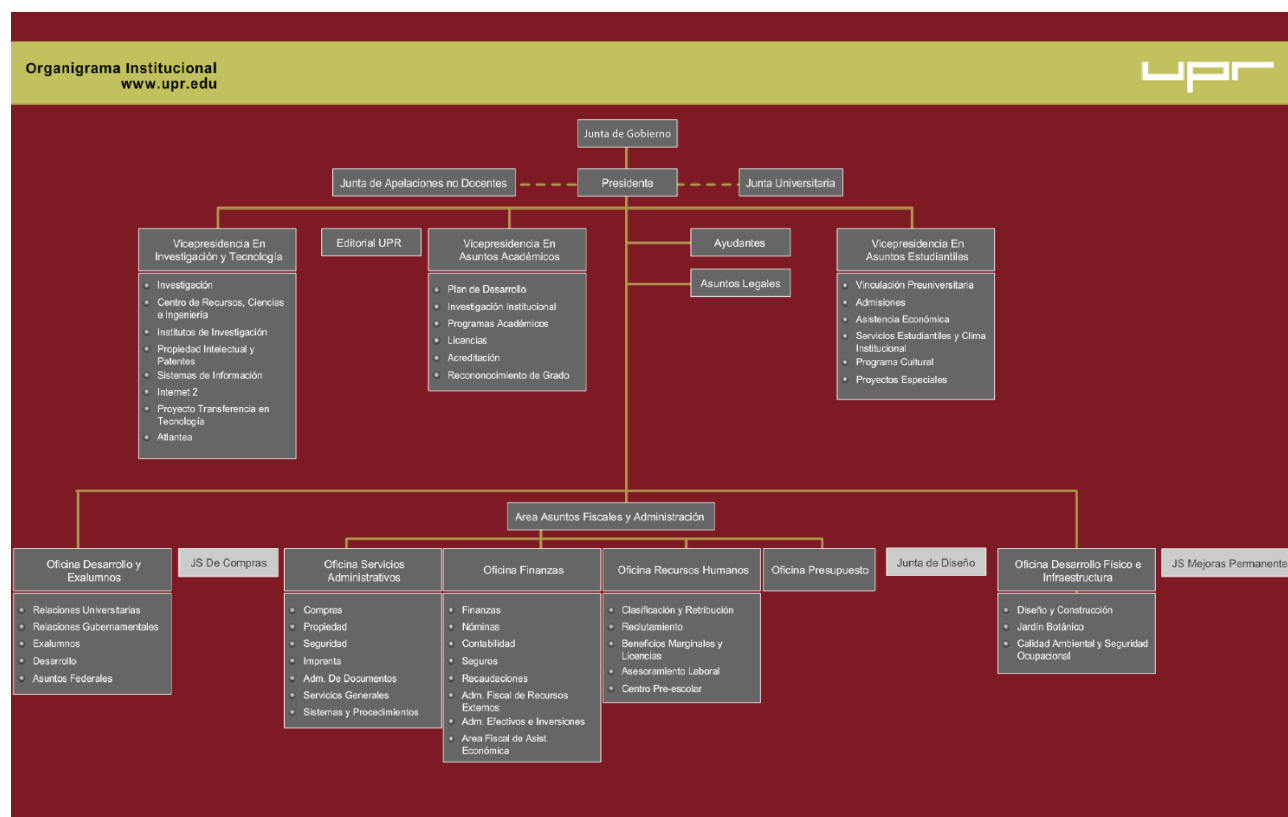 Organigrama Institucional
www.upr.edu
upr
Junta de Gobierno
Junta de Apelaciones no Docentes
Presidente
Junta Universitaria
Vicepresidencia En
Investigación y Tecnología
Investigación
Centro de Recursos, Ciencias
e Ingeniería
Institutos de Investigación
Propiedad Intelectual y
Patentes
Sistemas de Información
Internet 2
Proyecto Transferencia en
Tecnología
Atlantea
Editorial UPR
Vicepresidencia En
Asuntos Académicos
Plan de Desarrollo
Investigación Institucional
Programas Académicos
Licencias
Acreditación
Recononocimiento de Grado
Ayudantes
Asuntos Legales
Vicepresidencia En
Asuntos Estudiantiles
Vinculación Preuniversitaria
Admisiones
Asistencia Económica
Servicios Estudiantiles y Clima
Institucional
Programa Cultural
Proyectos Especiales
Area Asuntos Fiscales y Administración
Oficina Desarrollo y
Exalumnos
Relaciones Universitarias
Relaciones Gubernamentales
Exalumnos
Desarrollo
Asuntos Federales
JS De Compras
Oficina Servicios
Administrativos
Compras
Propiedad
Seguridad
Imprenta
Adm. De Documentos
Servicios Generales
Sistemas y Procedimientos
Oficina Finanzas
Finanzas
Nóminas
Contabilidad
Seguros
Recaudaciones
Adm. Fiscal de Recursos
Externos
Adm. Efectivos e Inversiones
Area Fiscal de Asist.
Económica
Oficina Recursos Humanos
Clasificación y Retribución
Reclutamiento
Beneficios Marginales y
Licencias
Asesoramiento Laboral
Centro Pre-escolar
Oficina Presupuesto
Junta de Diseño
Oficina Desarrollo Físico e
Infraestructura
Diseño y Construcción
Jardín Botánico
Calidad Ambiental y Seguridad
Ocupacional
JS Mejoras Permanente